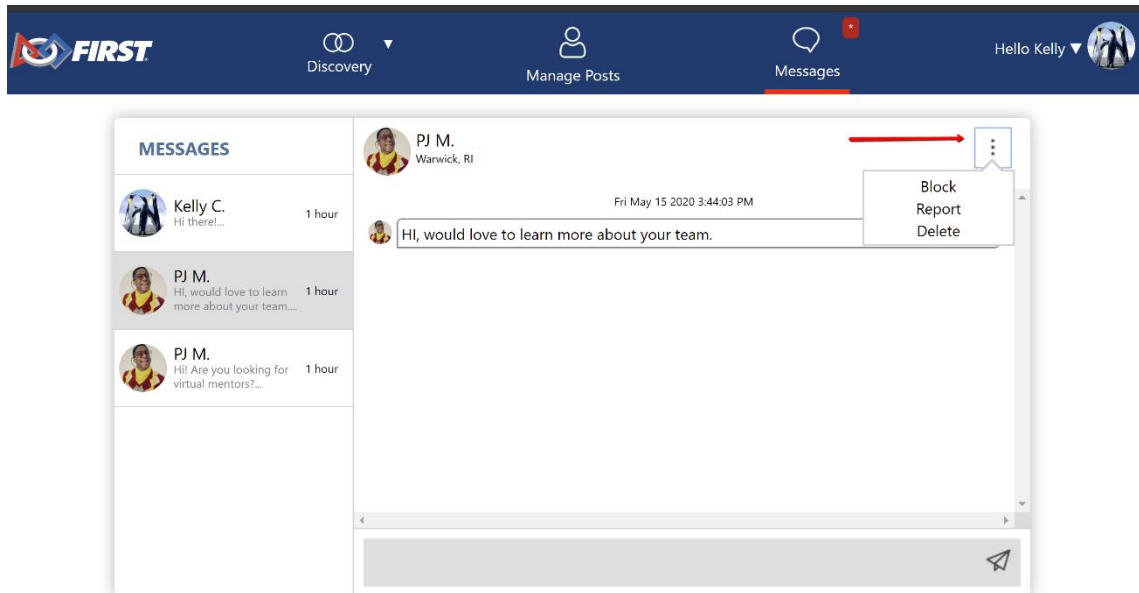 FIRST
Discovery ▼
Manage Posts
*
Messages
Hello Kelly ▼
MESSAGES
Kelly C.
Hi there!...
1 hour
PJ M.
HI, would love to learn
more about your team....
1 hour
PJ M.
Hi! Are you looking for
virtual mentors?...
1 hour
PJ M.
Warwick, RI
Block
Report
Delete
Fri May 15 2020 3:44:03 PM
HI, would love to learn more about your team.